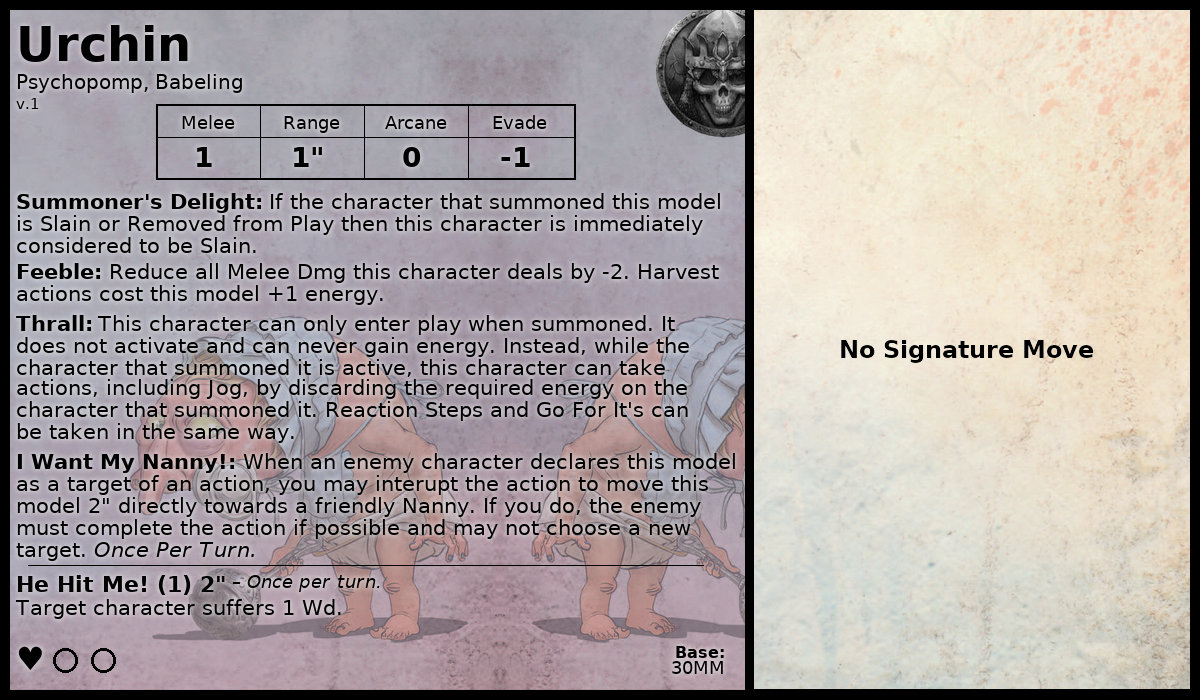 Urchin
Psychopomp, Babeling
v.1
Melee Range Arcane Evade
1 1" 0 -1
Summoner's Delight: If the character that summoned this model
is Slain or Removed from Play then this character is immediately
considered to be Slain.
Feeble: Reduce all Melee Dmg this character deals by -2. Harvest
actions cost this model +1 energy.
Thrall: This character can only enter play when summoned. It
does not activate and can never gain energy. Instead, while the
character that summoned it is active, this character can take
actions, including Jog, by discarding the required energy on the
character that summoned it. Reaction Steps and Go For It's can
be taken in the same way.
I Want My Nanny!: When an enemy character declares this model
as a target of an action, you may interupt the action to move this
model 2" directly towards a friendly Nanny. If you do, the enemy
must complete the action if possible and may not choose a new
target. Once Per Turn.
He Hit Me! (1) 2" – Once per turn.
Target character suffers 1 Wd.
Base:
30MM
No Signature Move